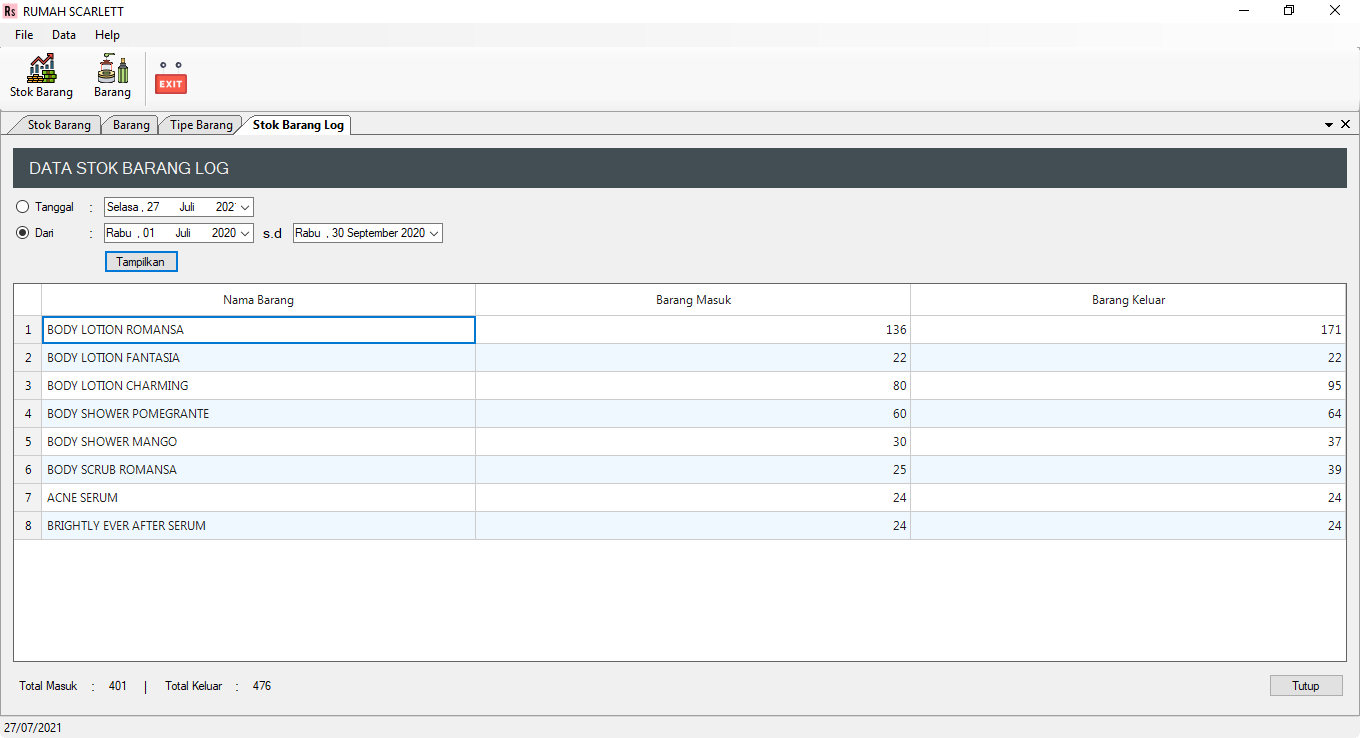 Rs RUMAH SCARLETT
File Data Help
EXIT
Stok Barang Barang
Stok Barang Barang Tipe Barang Stok Barang Log
DATA STOK BARANG LOG
Tanggal : Selasa , 27 Juli 202
Dari : Rabu , 01 Juli 2020 s.d Rabu , 30 September 2020
Tampilkan
Nama Barang Barang Masuk Barang Keluar
1 BODY LOTION ROMANSA 136 171
2 BODY LOTION FANTASIA 22 22
3 BODY LOTION CHARMING 80 95
4 BODY SHOWER POMEGRANTE 60 64
5 BODY SHOWER MANGO 30 37
6 BODY SCRUB ROMANSA 25 39
7 ACNE SERUM 24 24
8 BRIGHTLY EVER AFTER SERUM 24 24
Total Masuk : 401 | Total Keluar : 476
Tutup
27/07/2021